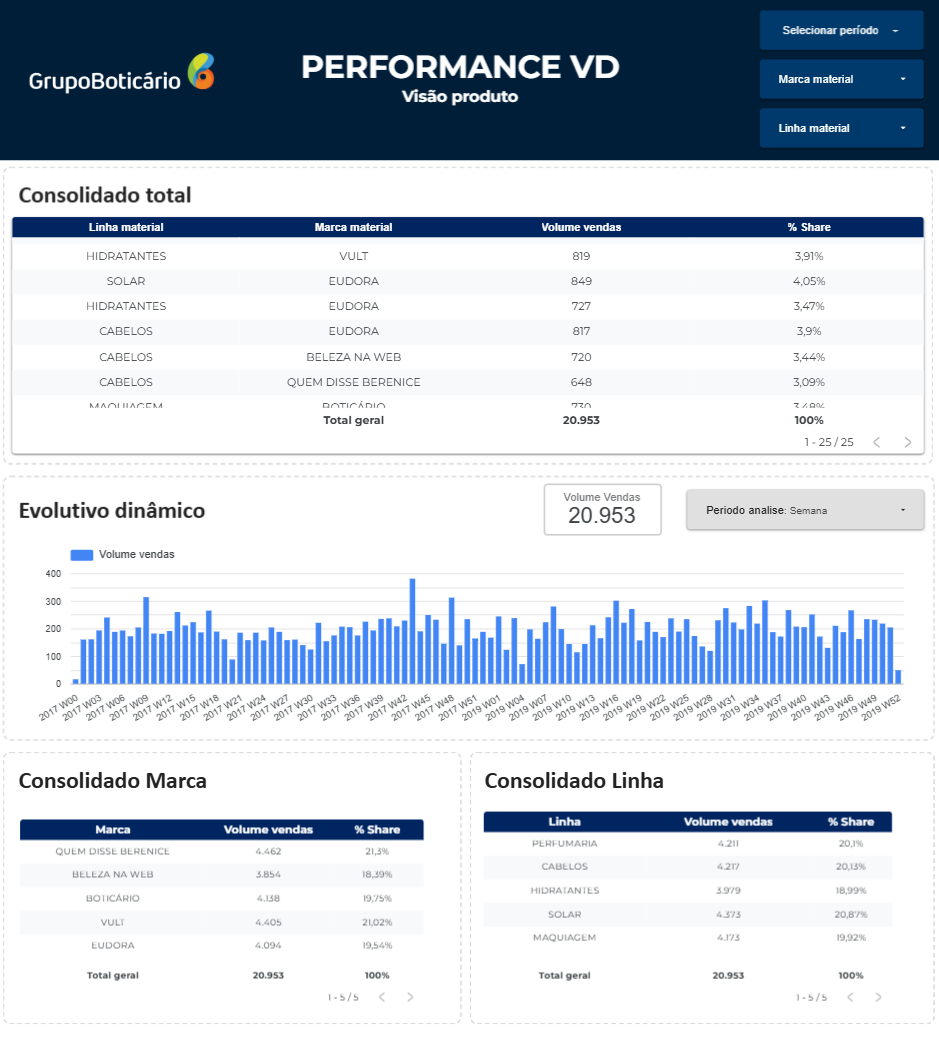 GrupoBoticário
PERFORMANCE VD
Visão produto
Selecionar período
Marca material
Linha material
Consolidado total
Linha material Marca material Volume vendas % Share
HIDRATANTES VULT 819 3,91%
SOLAR EUDORA 849 4,05%
HIDRATANTES EUDORA 727 3,47%
CABELOS EUDORA 817 3,9%
CABELOS BELEZA NA WEB 720 3,44%
CABELOS QUEM DISSE BERENICE 648 3,09%
MAQUIAGEM BOTICÁRIO 730 3,48%
Total geral 20.953 100%
1 - 25 / 25
Evolutivo dinâmico
Volume Vendas
20.953
Periodo analise: Semana
Volume vendas
400
300
200
100
0
2017 W00 2017 W03 2017 W06 2017 W09 2017 W12 2017 W15 2017 W18 2017 W21 2017 W24 2017 W27 2017 W30 2017 W33 2017 W36 2017 W39 2017 W42 2017 W45 2017 W48 2017 W51 2019 W01 2019 W04 2019 W07 2019 W10 2019 W13 2019 W16 2019 W19 2019 W22 2019 W25 2019 W28 2019 W31 2019 W34 2019 W37 2019 W40 2019 W43 2019 W46 2019 W49 2019 W52
Consolidado Marca
Marca Volume vendas % Share
QUEM DISSE BERENICE 4.462 21,3%
BELEZA NA WEB 3.854 18,39%
BOTICÁRIO 4.138 19,75%
VULT 4.405 21,02%
EUDORA 4.094 19,54%
Total geral 20.953 100%
1 - 5 / 5
Consolidado Linha
Linha Volume vendas % Share
PERFUMARIA 4.211 20,1%
CABELOS 4.217 20,13%
HIDRATANTES 3.979 18,99%
SOLAR 4.373 20,87%
MAQUIAGEM 4.173 19,92%
Total geral 20.953 100%
1 - 5 / 5